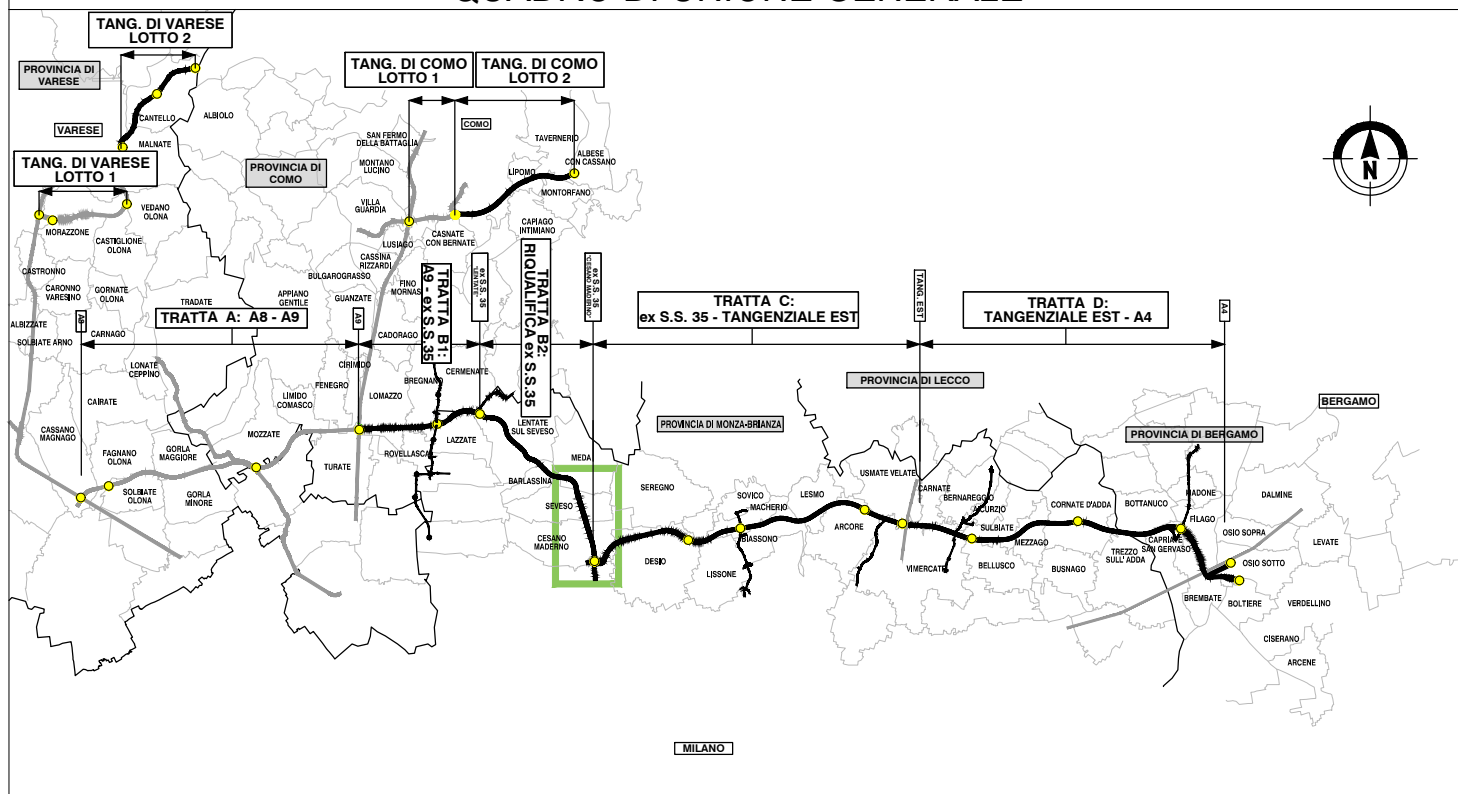 QUADRO DI UNIONE GENERALE
TANG. DI VARESE
LOTTO 2
PROVINCIA DI
VARESE
CANTELLO
ALBIOLO
VARESE
MALNATE
TANG. DI VARESE
LOTTO 1
PROVINCIA DI
COMO
TANG. DI COMO
LOTTO 1
TANG. DI COMO
LOTTO 2
COMO
SAN FERMO
DELLA BATTAGLIA
MONTANO
LUCINO
TAVERNERIO
ALBESE
CON CASSANO
LIPOMO
MONTORFANO
VILLA
GUARDIA
LUSIAGO
CASNATE
CON BERNATE
CAPIAGO
INTIMIANO
N
VEDANO
OLONA
MORAZZONE
CASTIGLIONE
OLONA
CASTRONNO
CARONNO
VARESINO
GORNATE
OLONA
CASSINA
RIZZARDI
BULGAROGRASSO
FINO
MORNAS
APPIANO
GENTILE
GUANZATE
TRADATE
ALBIZZATE
SOLBIATE ARNO
CARNAGO
A8
TRATTA A: A8 - A9
A9
CADORAGO
TRATTA B1:
A9 - ex S.S.35
ex S.S. 35
"LENTATE"
TRATTA B2:
RIQUALIFICA ex S.S.35
ex S.S. 35
"CESANO MADERNO"
TRATTA C:
ex S.S. 35 - TANGENZIALE EST
TANG. EST
TRATTA D:
TANGENZIALE EST - A4
A4
LONATE
CEPPINO
CIRIMIDO
FENEGRO
LOMAZZO
BREGNANO
CERMENATE
PROVINCIA DI LECCO
CAIRATE
LIMIDO
COMASCO
BERGAMO
CASSANO
MAGNAGO
GORLA
MAGGIORE
MOZZATE
LENTATE
SUL SEVESO
PROVINCIA DI MONZA-BRIANZA
PROVINCIA DI BERGAMO
LAZZATE
ROVELLASCA
TURATE
FAGNANO
OLONA
SOLBIATE
OLONA
GORLA
MINORE
MEDA
BARLASSINA
SEREGNO
SEVESO
CESANO
MADERNO
DESIO
LISSONE
SOVICO
MACHERIO
BIASSONO
LESMO
ARCORE
USMATE VELATE
CARNATE
BERNAREGGIO
AICURZIO
SULBIATE
MEZZAGO
VIMERCATE
BELLUSCO
BUSNAGO
CORNATE D'ADDA
TREZZO
SULL' ADDA
BOTTANUCO
MADONE
FILAGO
CAPRIATE
SAN GERVASO
DALMINE
OSIO SOPRA
OSIO SOTTO
LEVATE
BREMBATE
BOLTIERE
VERDELLINO
CISERANO
ARCENE
MILANO